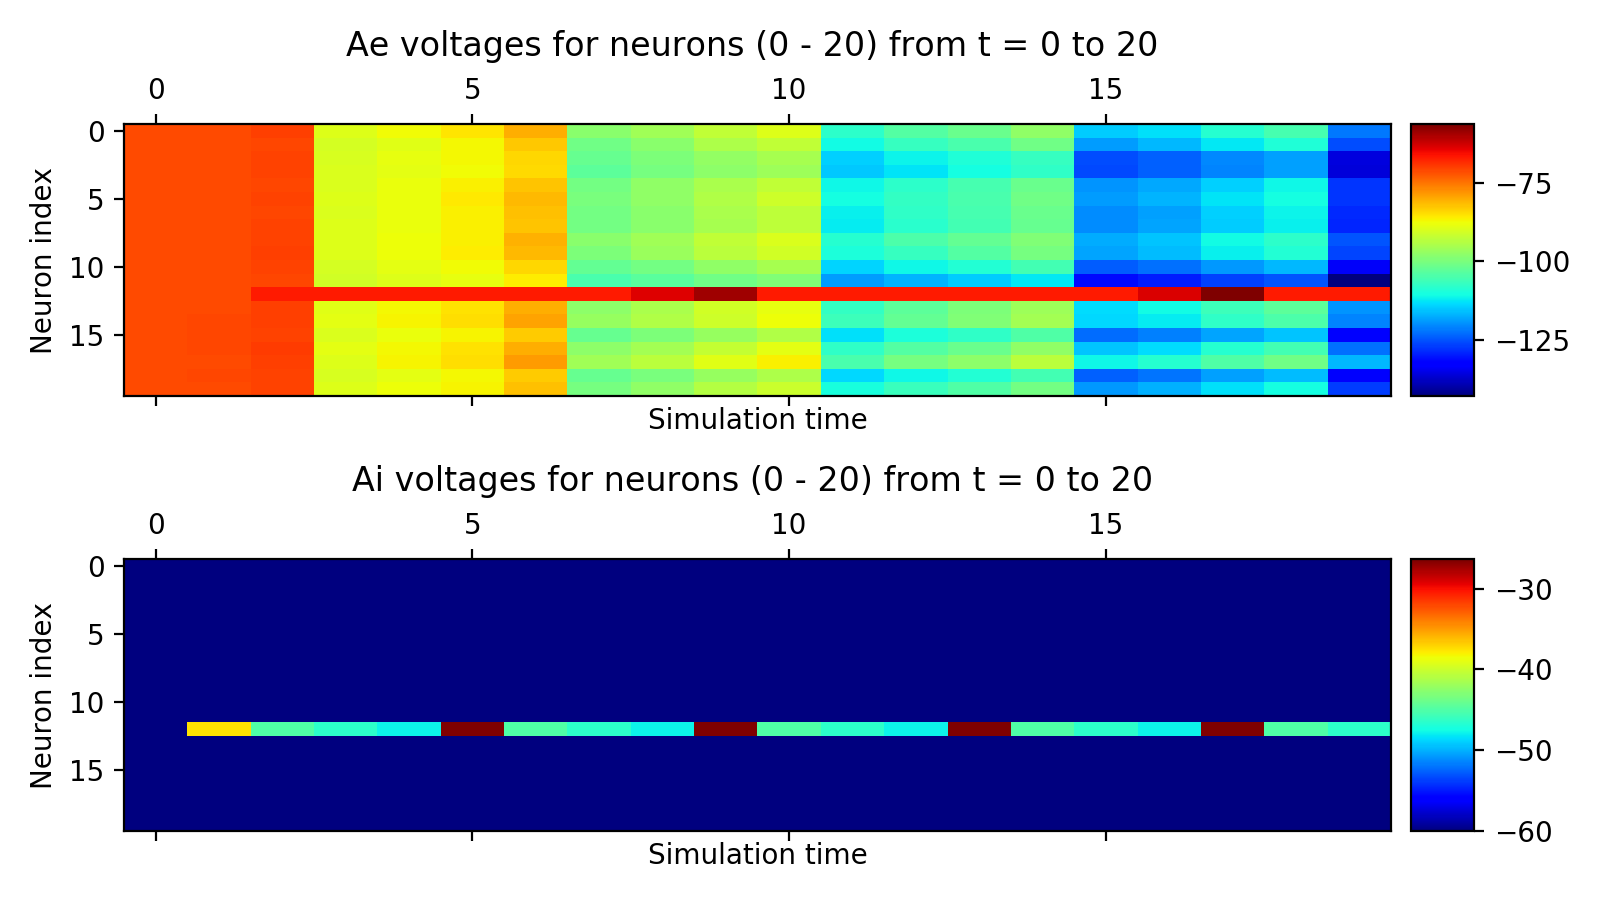 Ae voltages for neurons (0 - 20) from t = 0 to 20
0 5 10 15
Neuron index
0
5
10
15
Simulation time
−75
−100
−125
Ai voltages for neurons (0 - 20) from t = 0 to 20
0 5 10 15
Neuron index
0
5
10
15
Simulation time
−30
−40
−50
−60